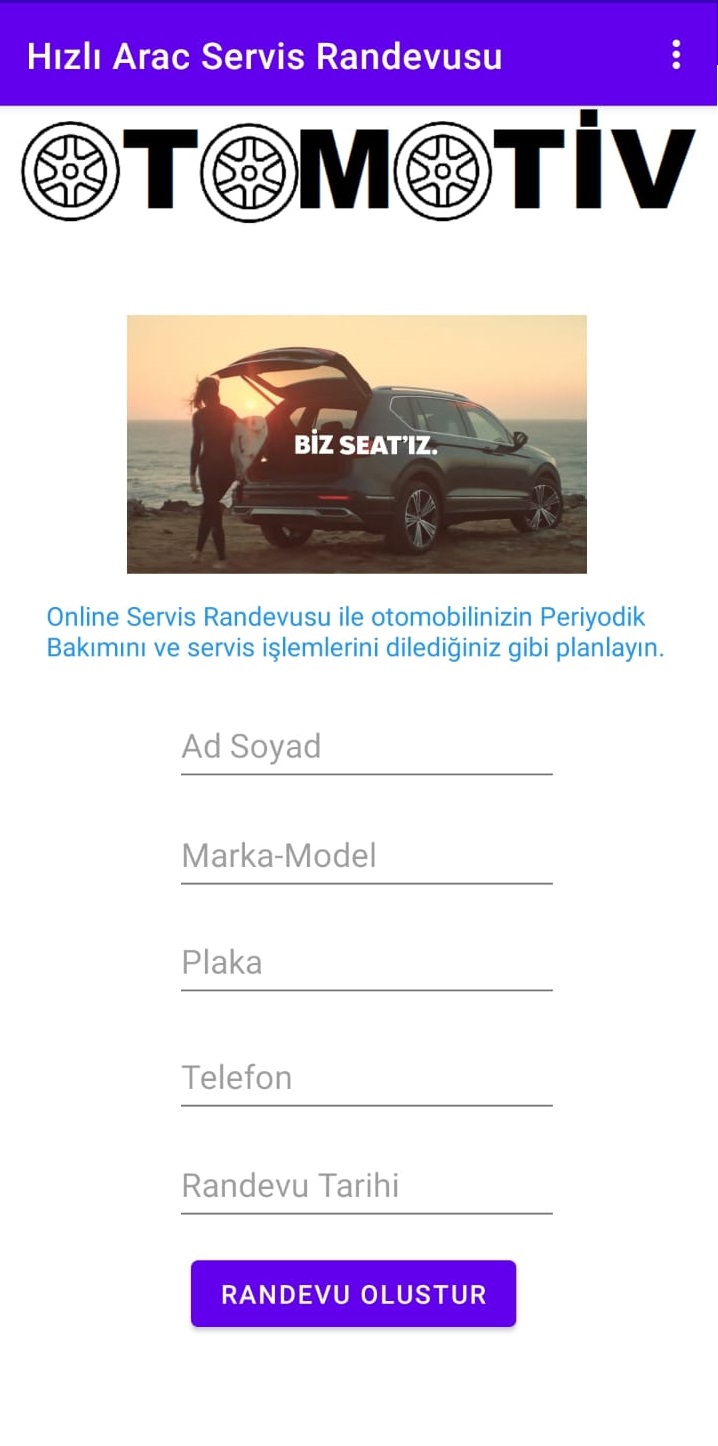 Hızlı Arac Servis Randevusu
OTOMOTİV
BİZ SEAT'IZ.
Online Servis Randevusu ile otomobilinizin Periyodik
Bakımını ve servis işlemlerini dilediğiniz gibi planlayın.
Ad Soyad
Marka-Model
Plaka
Telefon
Randevu Tarihi
RANDEVU OLUSTUR